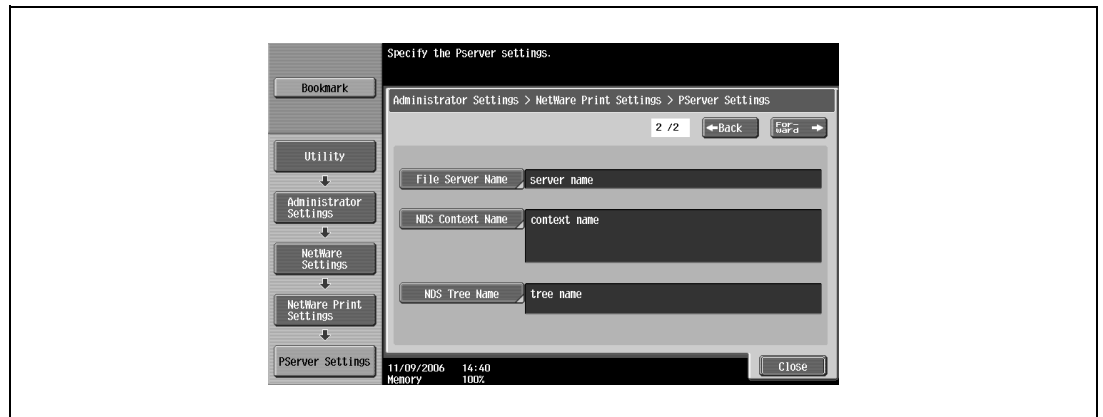 Specify the Pserver settings.
Bookmark
Administrator Settings > NetWare Print Settings > PServer Settings
2 /2
←Back
For-
ward →
Utility
File Server Name
server name
Administrator
Settings
NDS Context Name
context name
NetWare
Settings
NDS Tree Name
tree name
NetWare Print
Settings
PServer Settings
11/09/2006 14:40
Memory 100%
Close